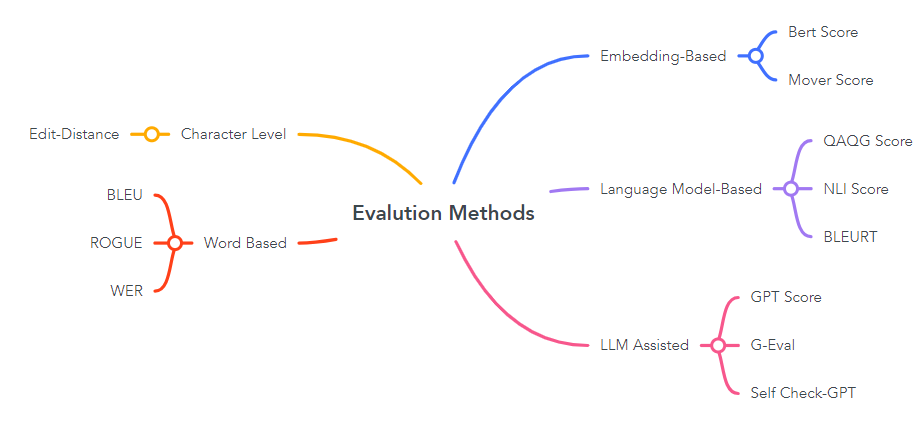 Evalution Methods
Character Level
Edit-Distance
Word Based
BLEU
ROGUE
WER
Embedding-Based
Bert Score
Mover Score
Language Model-Based
QAQG Score
NLI Score
BLEURT
LLM Assisted
GPT Score
G-Eval
Self Check-GPT